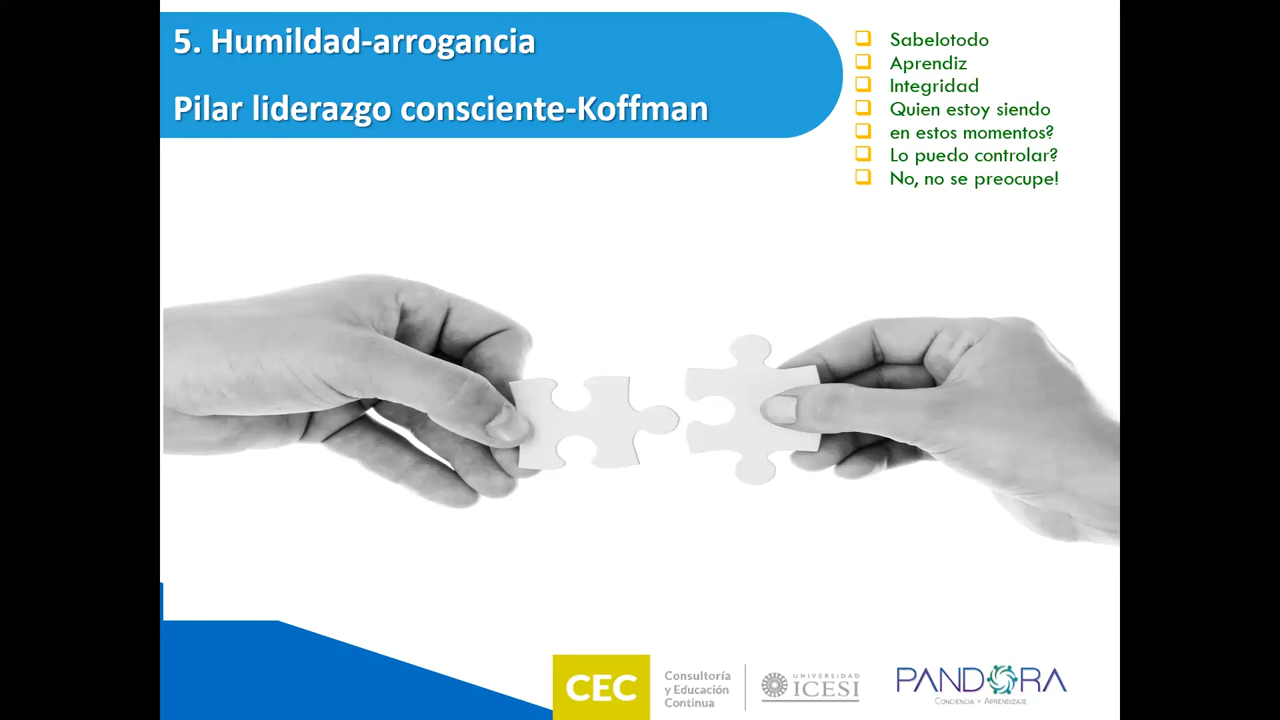 5. Humildad-arrogancia
Pilar liderazgo consciente-Koffman
Sabelotodo
Aprendiz
Integridad
Quien estoy siendo
en estos momentos?
Lo puedo controlar?
No, no se preocupe!
CEC
Consultoría
y Educación
Continua
UNIVERSIDAD
ICESI
PANDORA
CONCIENCIA Y APRENDIZAJE